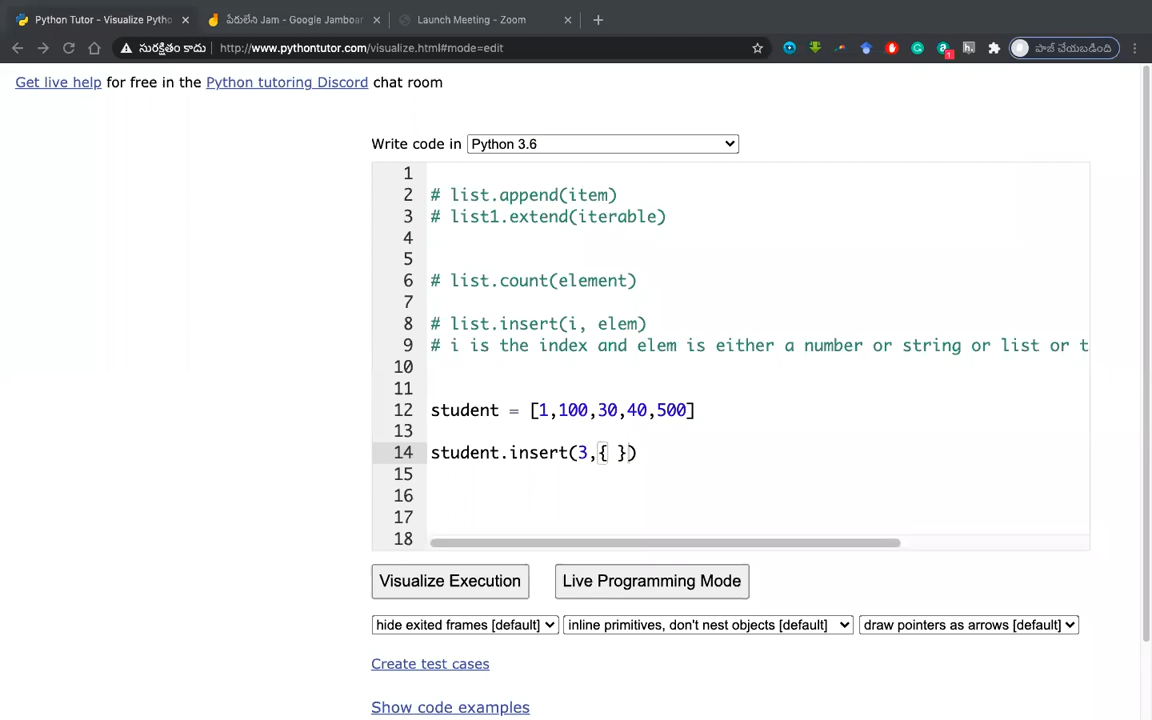 Python Tutor - Visualize Pytho
పేరులేని Jam - Google Jamboar
Launch Meeting - Zoom
సురక్షితం కాదు http://www.pythontutor.com/visualize.html#mode=edit
1
పాజ్ చేయబడింది
Get live help for free in the Python tutoring Discord chat room
Write code in Python 3.6
1
2 # list.append(item)
3 # list1.extend(iterable)
4
5
6 # list.count(element)
7
8 # list.insert(i, elem)
9 # i is the index and elem is either a number or string or list or t
10
11
12 student = [1,100,30,40,500]
13
14 student.insert(3,{ })
15
16
17
18
Visualize Execution
Live Programming Mode
hide exited frames [default] inline primitives, don't nest objects [default] draw pointers as arrows [default]
Create test cases
Show code examples